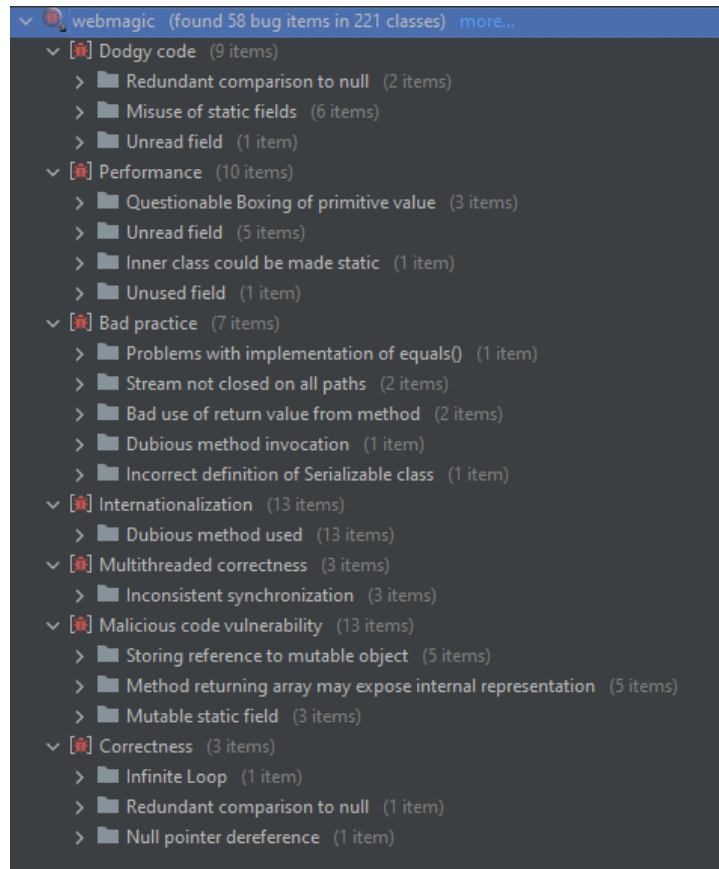 webmagic (found 58 bug items in 221 classes) more...
Dodgy code (9 items)
Redundant comparison to null (2 items)
Misuse of static fields (6 items)
Unread field (1 item)
Performance (10 items)
Questionable Boxing of primitive value (3 items)
Unread field (5 items)
Inner class could be made static (1 item)
Unused field (1 item)
Bad practice (7 items)
Problems with implementation of equals() (1 item)
Stream not closed on all paths (2 items)
Bad use of return value from method (2 items)
Dubious method invocation (1 item)
Incorrect definition of Serializable class (1 item)
Internationalization (13 items)
Dubious method used (13 items)
Multithreaded correctness (3 items)
Inconsistent synchronization (3 items)
Malicious code vulnerability (13 items)
Storing reference to mutable object (5 items)
Method returning array may expose internal representation (5 items)
Mutable static field (3 items)
Correctness (3 items)
Infinite Loop (1 item)
Redundant comparison to null (1 item)
Null pointer dereference (1 item)